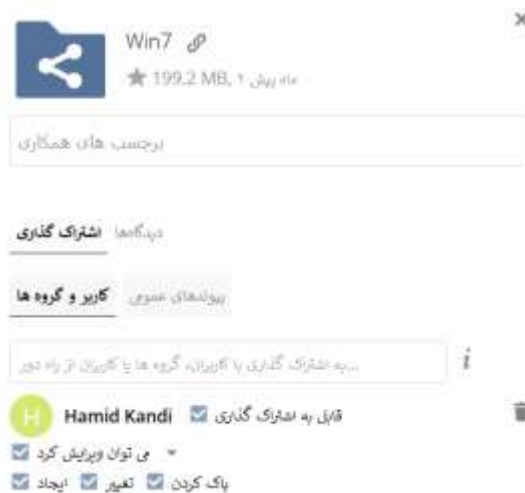 Win7
199.2 MB, ۲ ماه پیش
برچسب های همکاری
دیدگاه‌ها اشتراک گذاری
پیوندهای عمومی کاربر و گروه ها
به اشتراک گذاری با کاربران، گروه ها یا کاربران از راه دور...
H Hamid Kandi قابل به اشتراک گذاری
می توان ویرایش کرد
ایجاد تغییر پاک کردن